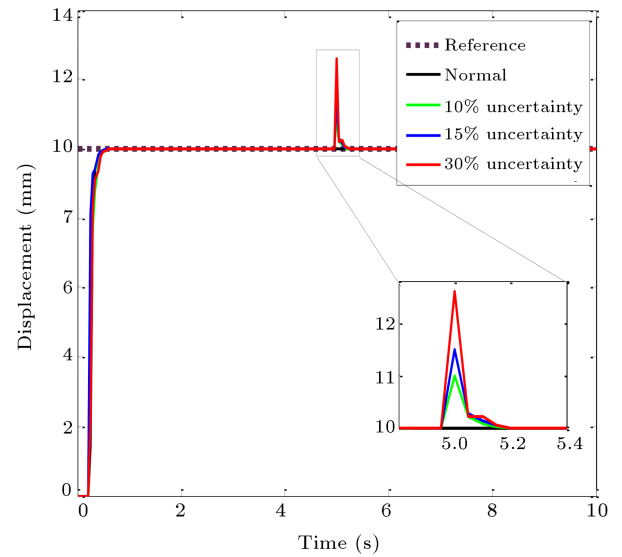 14
12
10
7
6
4
2
0
Displacement (mm)
Reference
Normal
10% uncertainty
15% uncertainty
30% uncertainty
12
11
10
5.0 5.2 5.4
0 2 4 6 8 10
Time (s)